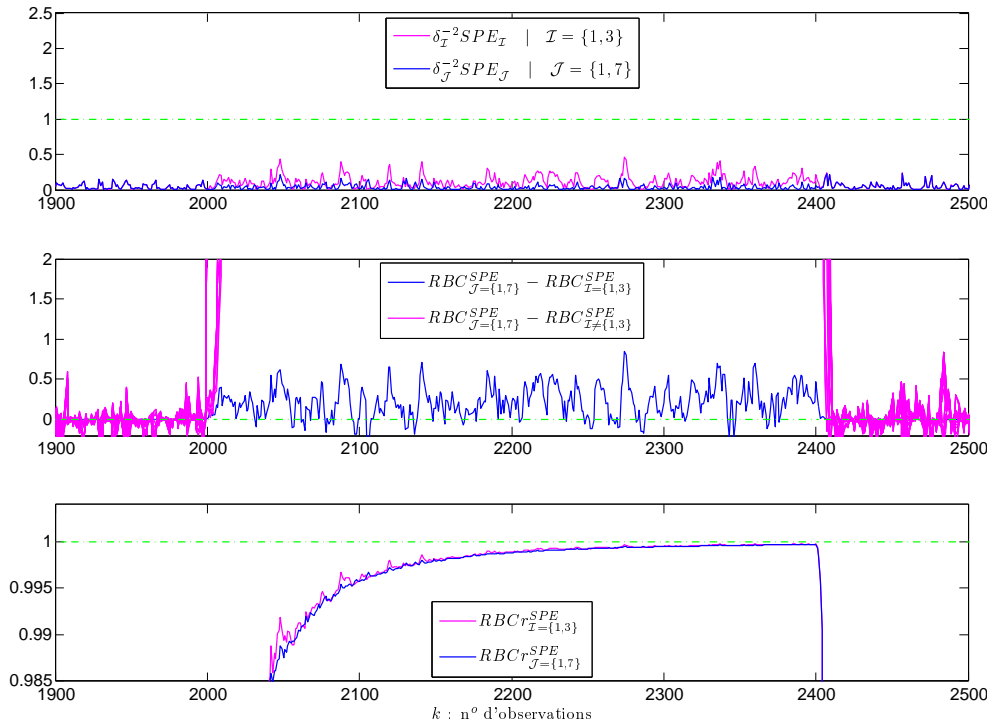 2.5
2
1.5
1
0.5
0
δ_I^{-2}SPE_I | I = {1, 3}
δ_J^{-2}SPE_J | J = {1, 7}
1900 2000 2100 2200 2300 2400 2500
2
1.5
1
0.5
0
RBC^{SPE}_{J={1,7}} − RBC^{SPE}_{I={1,3}}
RBC^{SPE}_{J={1,7}} − RBC^{SPE}_{I≠{1,3}}
1900 2000 2100 2200 2300 2400 2500
1
0.995
0.99
0.985
RBCr^{SPE}_{I={1,3}}
RBCr^{SPE}_{J={1,7}}
1900 2000 2100 2200 2300 2400 2500
k : n^o d'observations